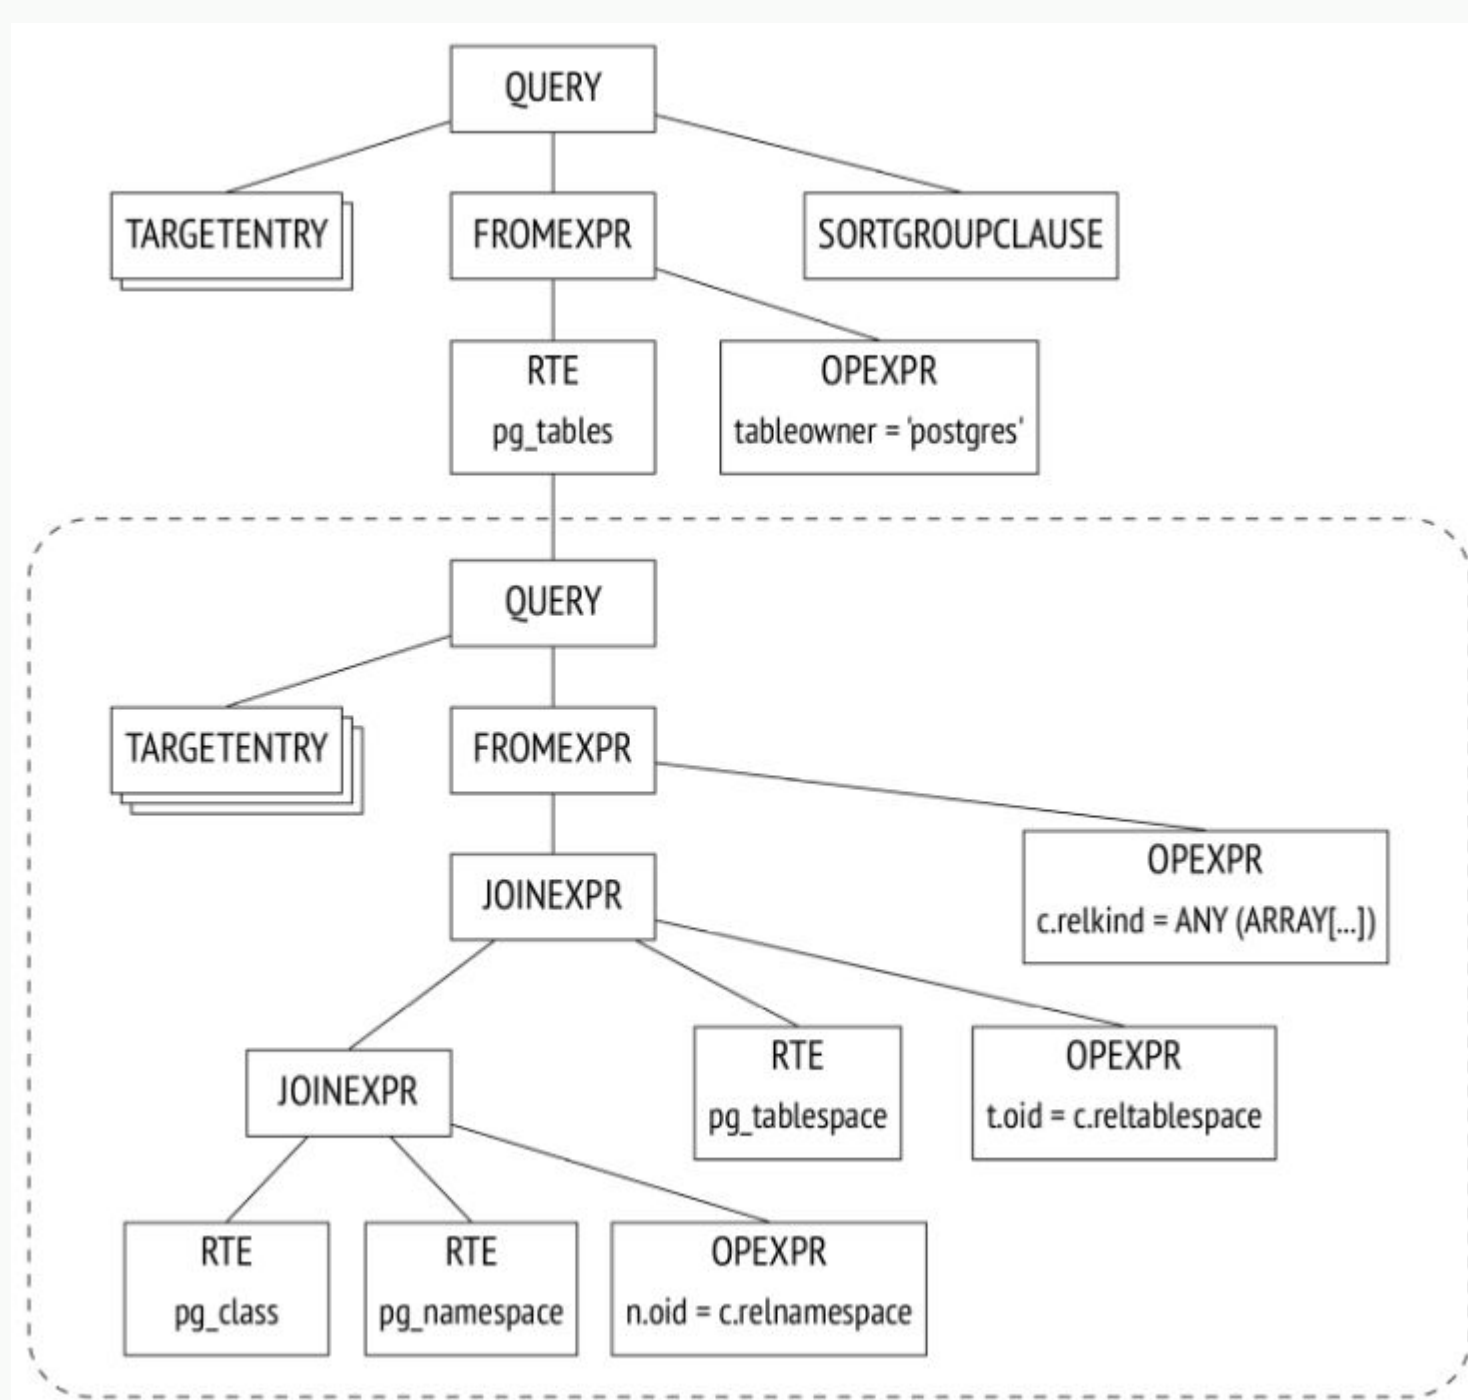 QUERY
TARGETENTRY
FROMEXPR
SORTGROUPCLAUSE
RTE
pg_tables
OPEXPR
tableowner = 'postgres'
QUERY
TARGETENTRY
FROMEXPR
JOINEXPR
OPEXPR
c.relkind = ANY (ARRAY[...])
JOINEXPR
RTE
pg_tablespace
OPEXPR
t.oid = c.reltablespace
RTE
pg_class
RTE
pg_namespace
OPEXPR
n.oid = c.relnamespace